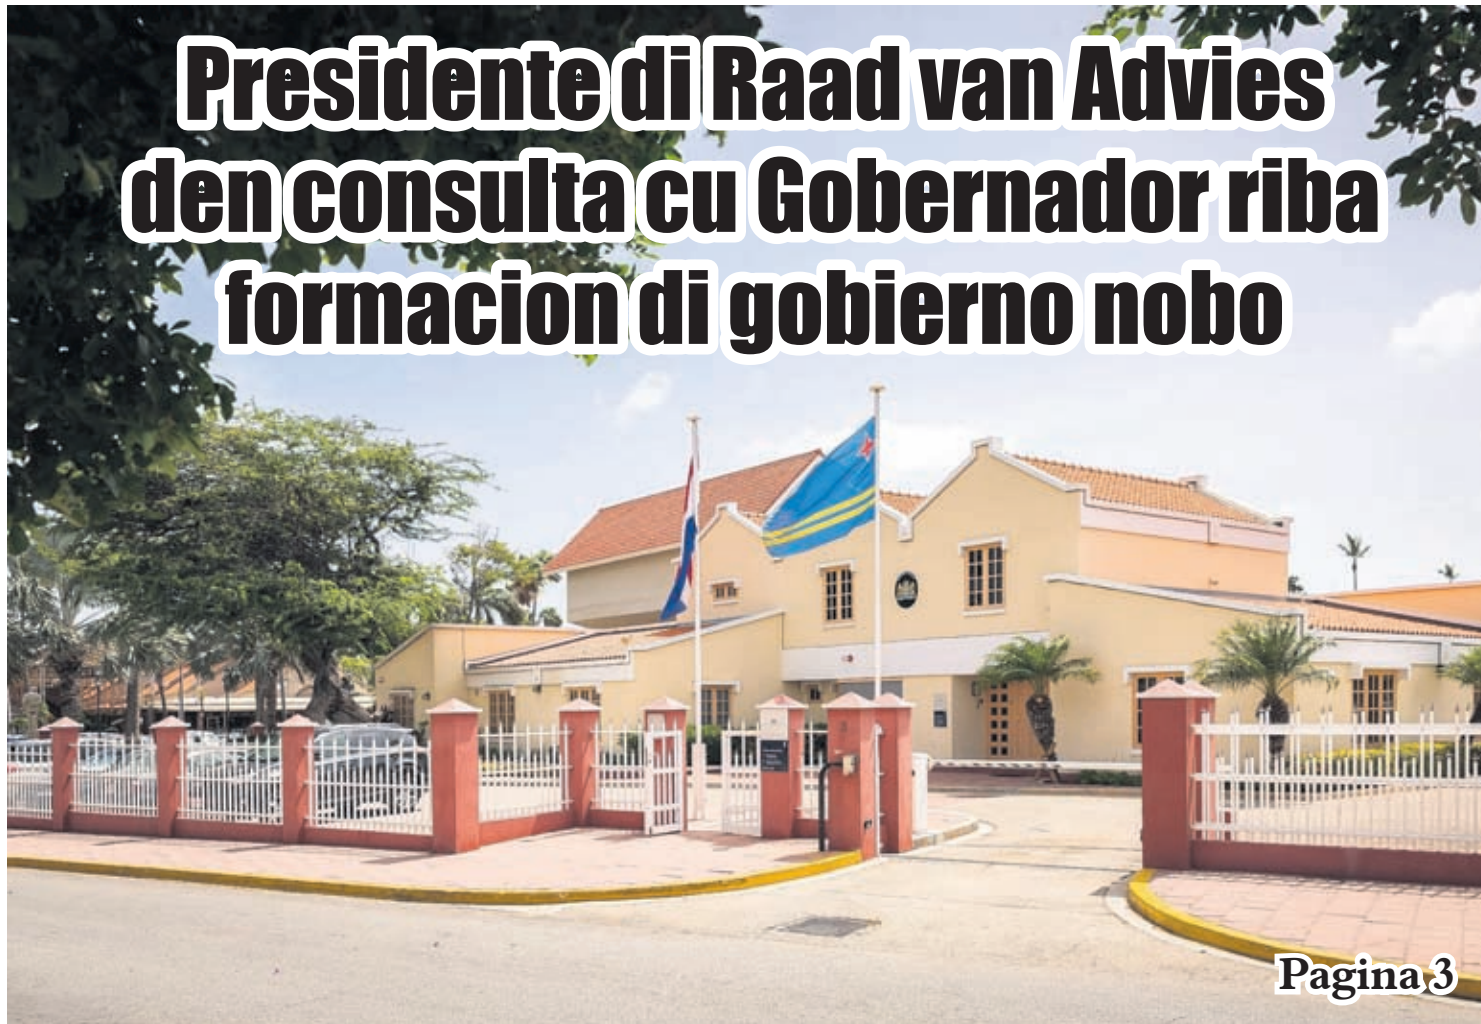 Presidente di Raad van Advies
den consulta cu Gobernador riba
formacion di gobierno nobo
Pagina 3